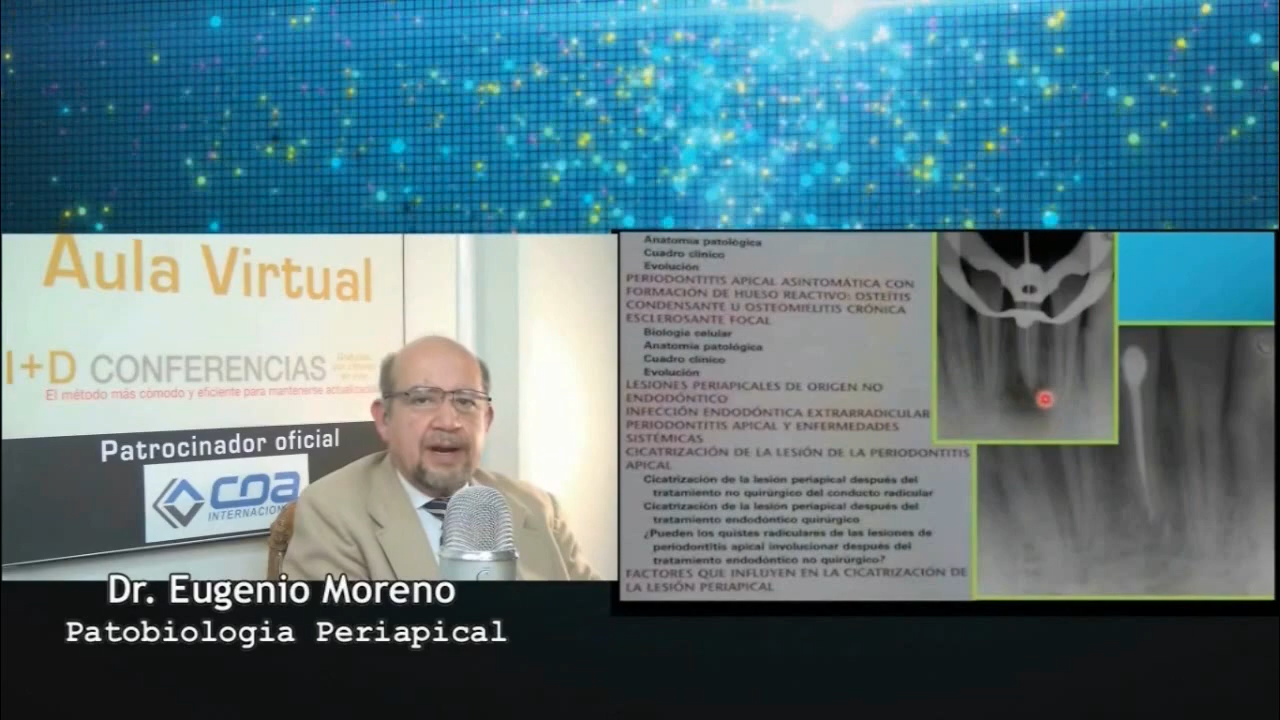 Aula Virtual
I+D CONFERENCIAS
El método más cómodo y eficiente para mantenerse actualizado
Patrocinador oficial
COA
INTERNACIONAL
Dr. Eugenio Moreno
Patobiologia Periapical
Anatomía patológica
Cuadro clínico
Evolución
PERIODONTITIS APICAL ASINTOMÁTICA CON
FORMACIÓN DE HUESO REACTIVO: OSTEÍTIS
CONDENSANTE U OSTEOMIELITIS CRÓNICA
ESCLEROSANTE FOCAL
Biología celular
Anatomía patológica
Cuadro clínico
Evolución
LESIONES PERIAPICALES DE ORIGEN NO
ENDODÓNTICO
INFECCIÓN ENDODÓNTICA EXTRARRADICULAR
PERIODONTITIS APICAL Y ENFERMEDADES
SISTÉMICAS
CICATRIZACIÓN DE LA LESIÓN DE LA PERIODONTITIS
APICAL
Cicatrización de la lesión periapical después del
tratamiento no quirúrgico del conducto radicular
Cicatrización de la lesión periapical después del
tratamiento endodóntico quirúrgico
¿Pueden los quistes radiculares de las lesiones de
periodontitis apical involucionar después del
tratamiento endodóntico no quirúrgico?
FACTORES QUE INFLUYEN EN LA CICATRIZACIÓN DE
LA LESIÓN PERIAPICAL